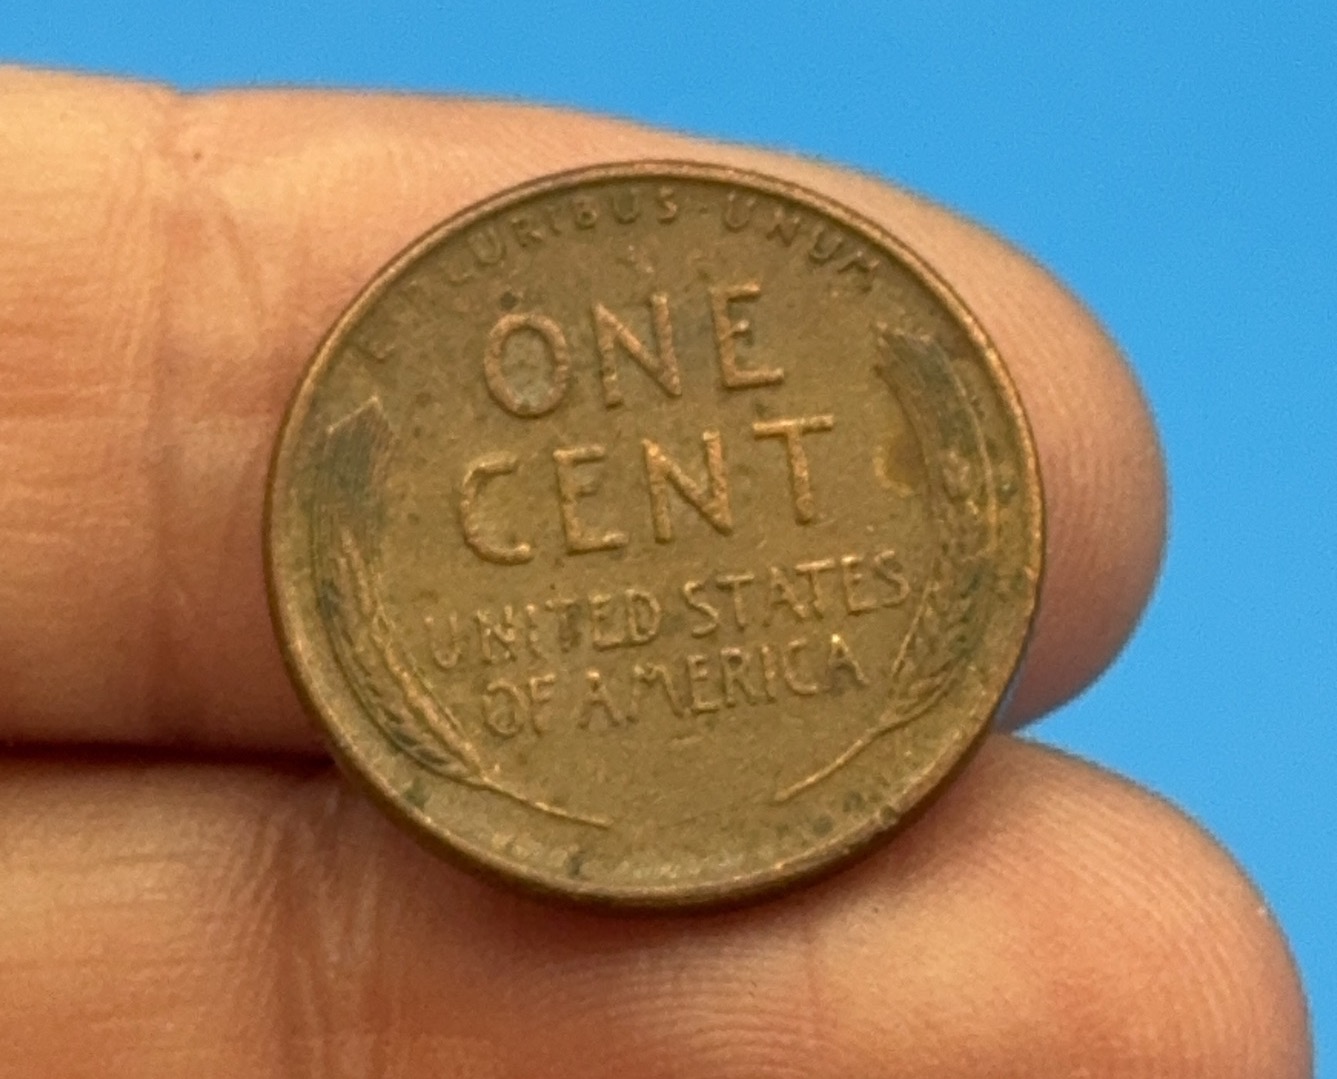 E PLURIBUS UNUM
ONE
CENT
UNITED STATES
OF AMERICA